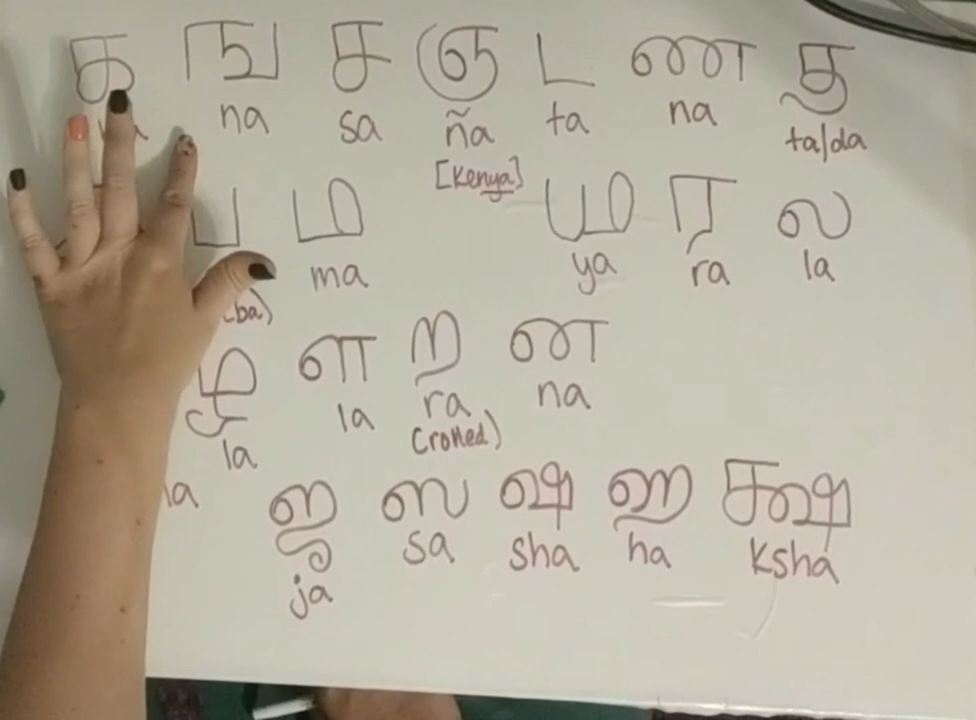 க ங ச ஞ ட ண த
na sa ña ta na ta/da
[Kenya]
ப ம ய ர ல
ma ya ra la
(ba)
ழ ள ற ன
la la ra na
(rolled)
ஜ ஸ ஷ ஹ க்ஷ
ja sa sha ha ksha